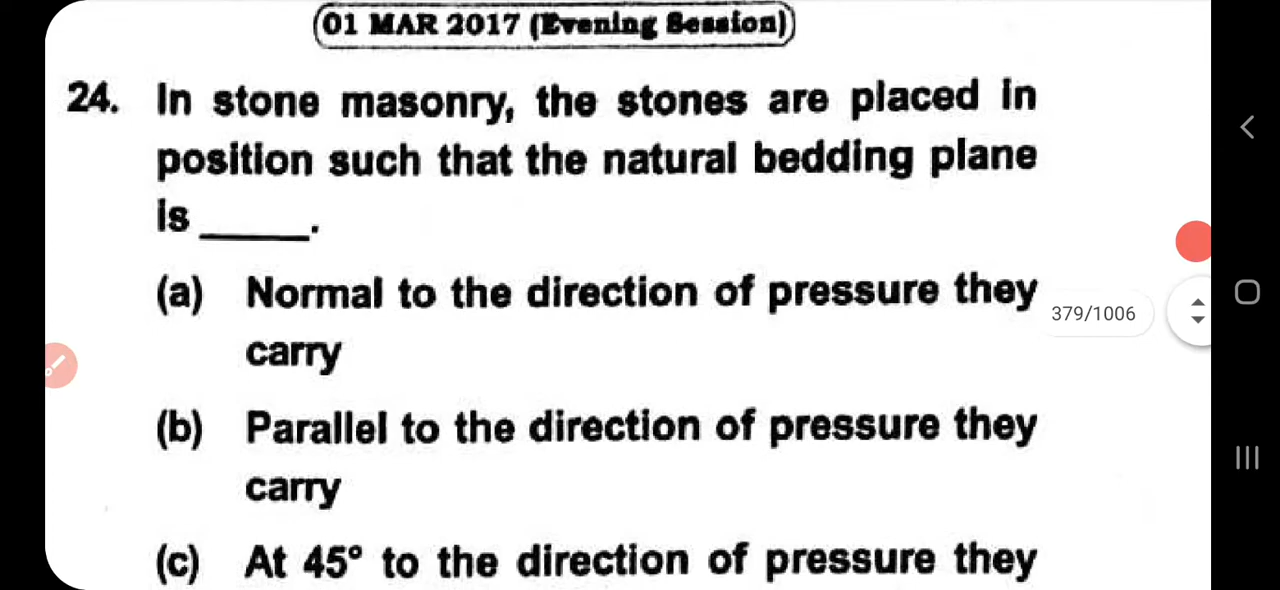 01 MAR 2017 (Evening Session)
24. In stone masonry, the stones are placed in
position such that the natural bedding plane
is _____.
(a) Normal to the direction of pressure they
carry
379/1006
(b) Parallel to the direction of pressure they
carry
(c) At 45° to the direction of pressure they